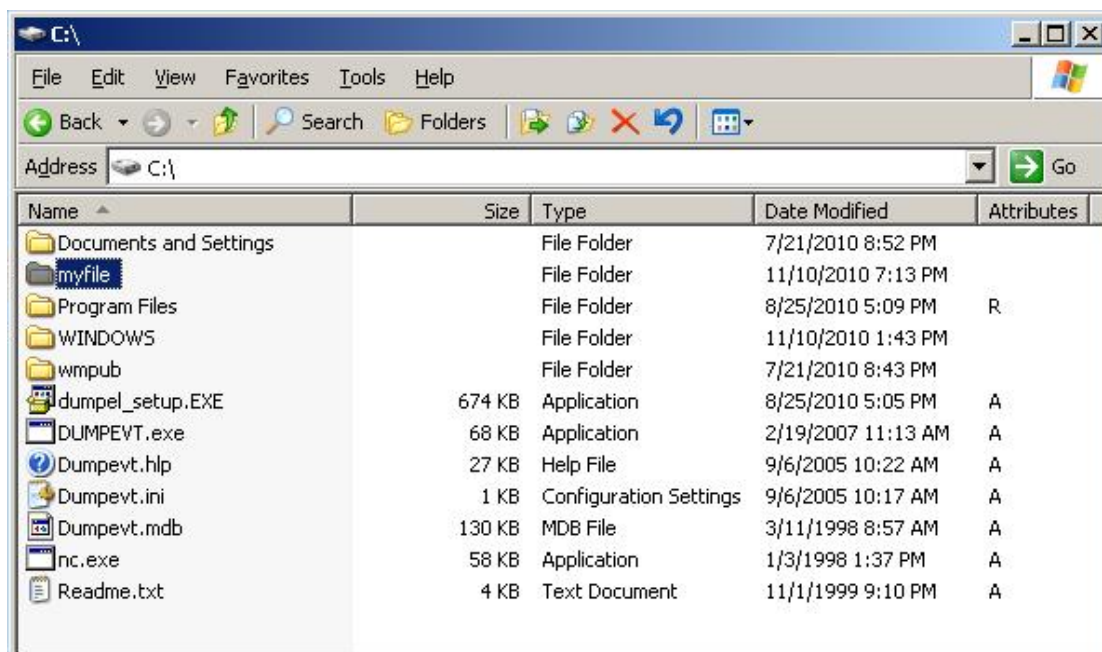 C:\
File Edit View Favorites Tools Help
Back Search Folders
Address C:\ Go
Name Size Type Date Modified Attributes
Documents and Settings File Folder 7/21/2010 8:52 PM
myfile File Folder 11/10/2010 7:13 PM
Program Files File Folder 8/25/2010 5:09 PM R
WINDOWS File Folder 11/10/2010 1:43 PM
wmpub File Folder 7/21/2010 8:43 PM
dumpel_setup.EXE 674 KB Application 8/25/2010 5:05 PM A
DUMPEVT.exe 68 KB Application 2/19/2007 11:13 AM A
Dumpevt.hlp 27 KB Help File 9/6/2005 10:22 AM A
Dumpevt.ini 1 KB Configuration Settings 9/6/2005 10:17 AM A
Dumpevt.mdb 130 KB MDB File 3/11/1998 8:57 AM A
nc.exe 58 KB Application 1/3/1998 1:37 PM A
Readme.txt 4 KB Text Document 11/1/1999 9:10 PM A